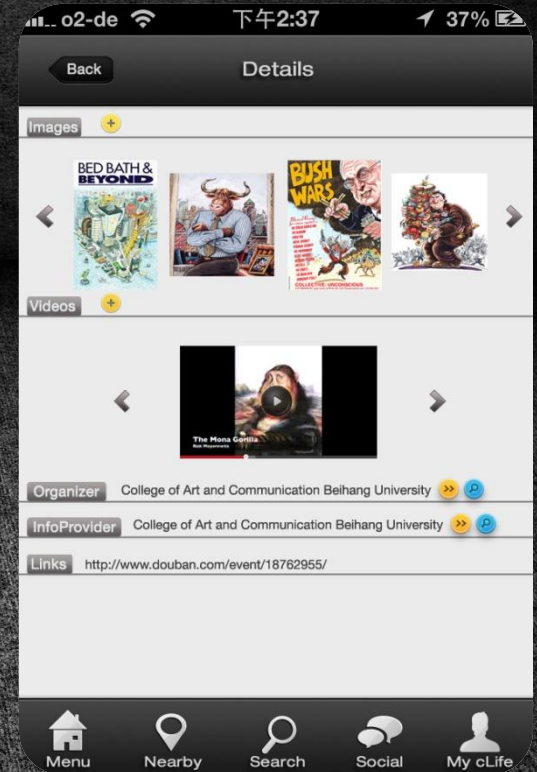 o2-de 下午2:37 37%
Back Details
Images
BED BATH &
BEYOND
BUSH
WARS
COLLECTIVE: UNCONSCIOUS
Videos
The Mona Gorilla
Organizer College of Art and Communication Beihang University
InfoProvider College of Art and Communication Beihang University
Links http://www.douban.com/event/18762955/
Menu Nearby Search Social My cLife